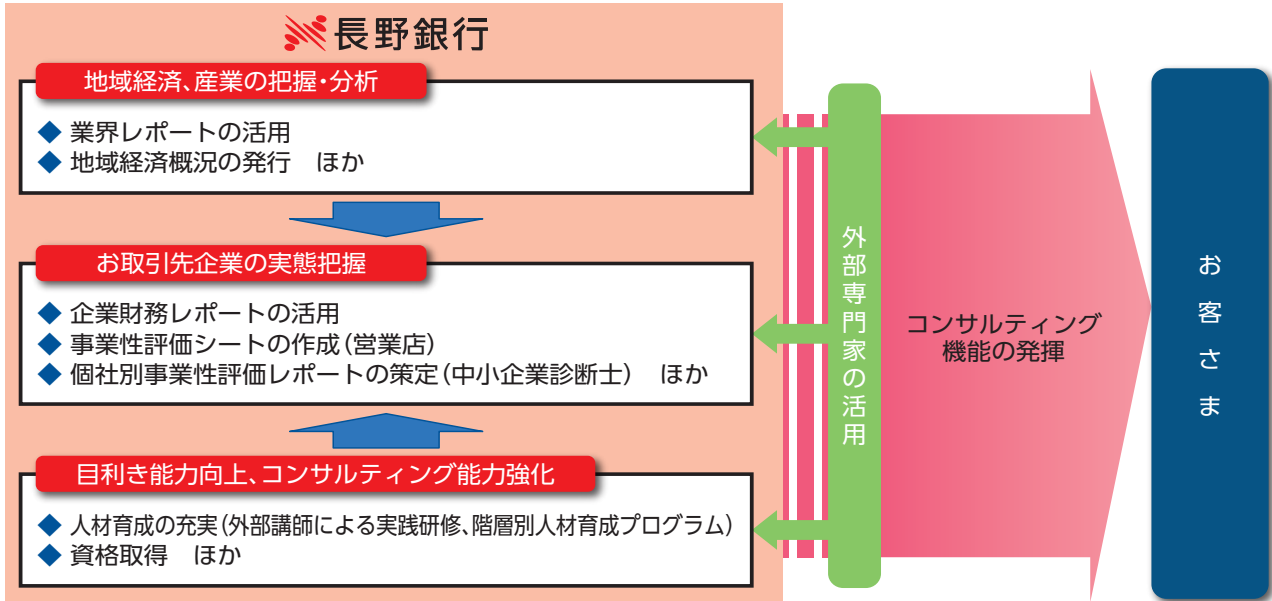 長野銀行
地域経済、産業の把握・分析
◆ 業界レポートの活用
◆ 地域経済概況の発行　ほか
お取引先企業の実態把握
◆ 企業財務レポートの活用
◆ 事業性評価シートの作成（営業店）
◆ 個社別事業性評価レポートの策定（中小企業診断士）　ほか
目利き能力向上、コンサルティング能力強化
◆ 人材育成の充実（外部講師による実践研修、階層別人材育成プログラム）
◆ 資格取得　ほか
外部専門家の活用
コンサルティング
機能の発揮
お客さま